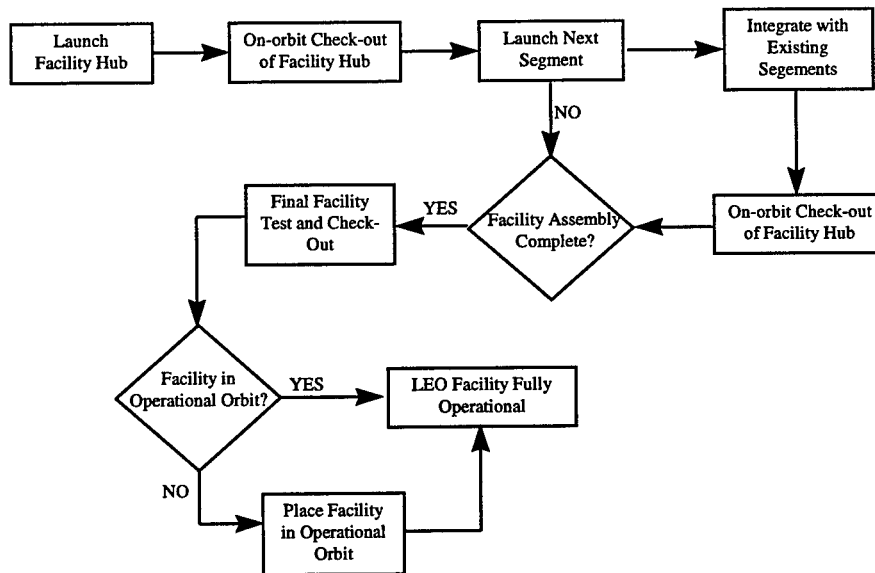 Launch
Facility Hub
On-orbit Check-out
of Facility Hub
Launch Next
Segment
Integrate with
Existing
Segements
NO
Final Facility
Test and Check-
Out
YES
Facility Assembly
Complete?
On-orbit Check-out
of Facility Hub
Facility in
Operational Orbit?
YES
LEO Facility Fully
Operational
NO
Place Facility
in Operational
Orbit